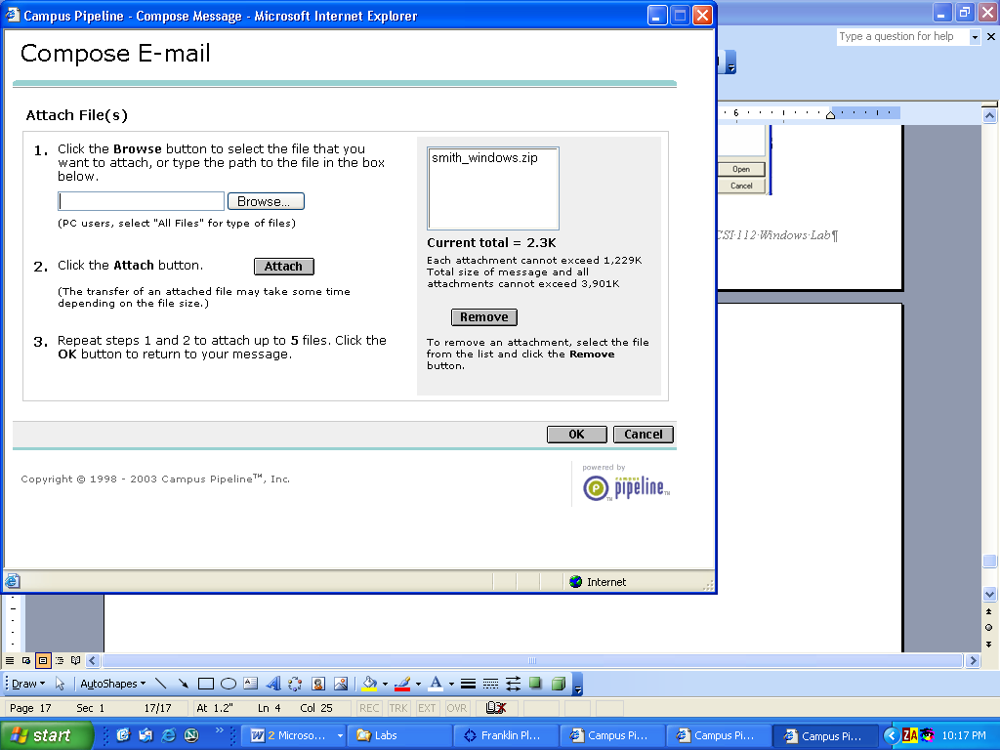 Campus Pipeline - Compose Message - Microsoft Internet Explorer
Type a question for help
Compose E-mail
Attach File(s)
1. Click the Browse button to select the file that you
want to attach, or type the path to the file in the box
below.
Browse...
(PC users, select "All Files" for type of files)
2. Click the Attach button.
Attach
(The transfer of an attached file may take some time
depending on the file size.)
3. Repeat steps 1 and 2 to attach up to 5 files. Click the
OK button to return to your message.
smith_windows.zip
Current total = 2.3K
Each attachment cannot exceed 1,229K
Total size of message and all
attachments cannot exceed 3,901K
Remove
To remove an attachment, select the file
from the list and click the Remove
button.
OK
Cancel
Copyright © 1998 - 2003 Campus Pipeline™, Inc.
powered by
campus
pipeline™
Internet
6
Open
Cancel
CSI·112·Windows·Lab¶
Draw
AutoShapes
Page 17
Sec 1
17/17
At 1.2"
Ln 4
Col 25
REC
TRK
EXT
OVR
start
2 Microso...
Labs
Franklin Pl...
Campus Pi...
Campus Pi...
Campus Pi...
ZA
10:17 PM